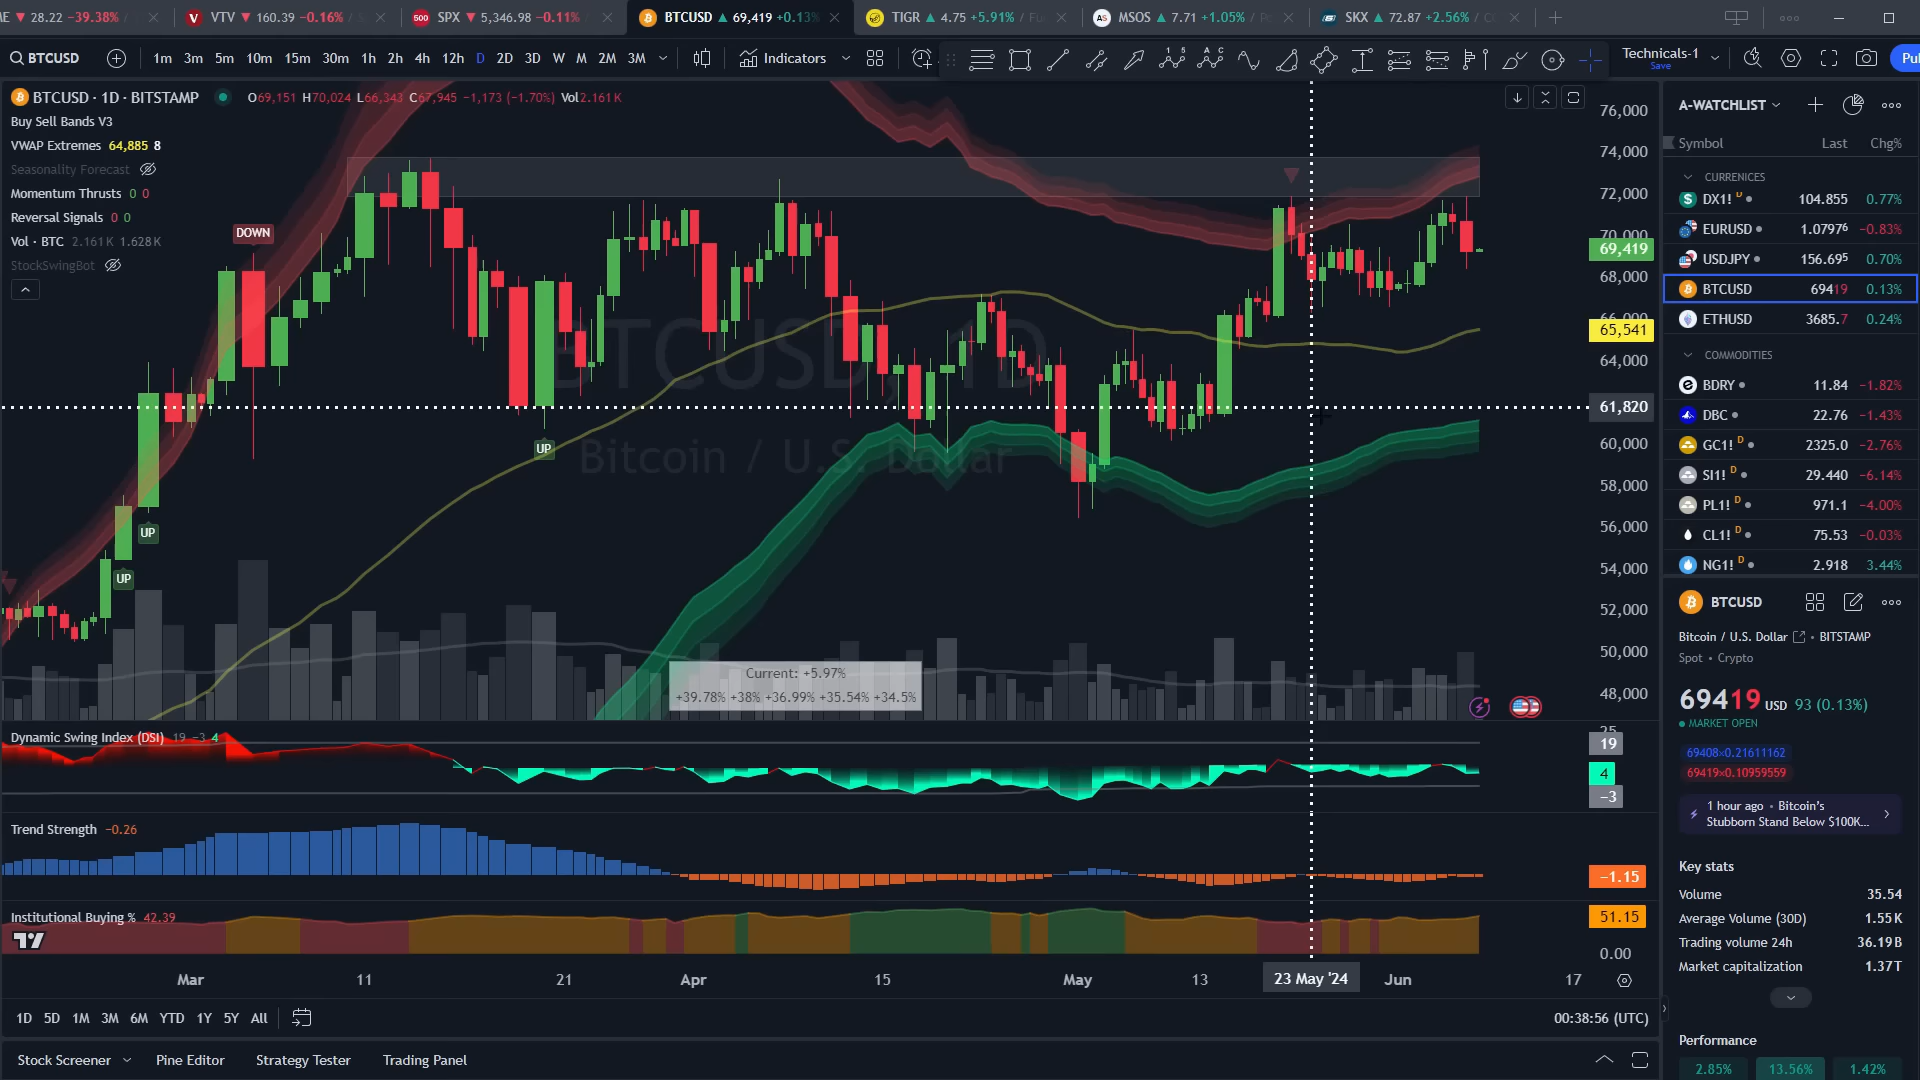 28.22 −39.38%
VTV 160.39 −0.16%
SPX 5,346.98 −0.11%
BTCUSD 69,419 +0.13%
TIGR 4.75 +5.91%
MSOS 7.71 +1.05%
SKX 72.87 +2.56%
BTCUSD 1m 3m 5m 10m 15m 30m 1h 2h 4h 12h D 2D 3D W M 2M 3M Indicators
Technicals-1
Save
BTCUSD · 1D · BITSTAMP O69,151 H70,024 L66,343 C67,945 −1,173 (−1.70%) Vol2.161 K
Buy Sell Bands V3
VWAP Extremes 64,885 8
Seasonality Forecast
Momentum Thrusts 0 0
Reversal Signals 0 0
Vol · BTC 2.161 K 1.628 K
StockSwingBot
DOWN
UP
UP
UP
BTCUSD, 1D
Bitcoin / U.S. Dollar
76,000
74,000
72,000
70,000
69,419
68,000
66,000
65,541
64,000
61,820
60,000
58,000
56,000
54,000
52,000
50,000
48,000
Current: +5.97%
+39.78% +38% +36.99% +35.54% +34.5%
Dynamic Swing Index (DSI) 19 −3 4
25
19
4
−3
Trend Strength −0.26
−1.15
Institutional Buying % 42.39
51.15
0.00
Mar 11 21 Apr 15 May 13 23 May '24 Jun 17
1D 5D 1M 3M 6M YTD 1Y 5Y All
00:38:56 (UTC)
Stock Screener Pine Editor Strategy Tester Trading Panel
A-WATCHLIST
Symbol Last Chg%
CURRENICES
DX1! D 104.855 0.77%
EURUSD 1.0797⁶ −0.83%
USDJPY 156.69⁵ 0.70%
BTCUSD 69419 0.13%
ETHUSD 3685.7 0.24%
COMMODITIES
BDRY 11.84 −1.82%
DBC 22.76 −1.43%
GC1! D 2325.0 −2.76%
SI1! D 29.440 −6.14%
PL1! D 971.1 −4.00%
CL1! D 75.53 −0.03%
NG1! D 2.918 3.44%
BTCUSD
Bitcoin / U.S. Dollar • BITSTAMP
Spot • Crypto
69419 USD 93 (0.13%)
MARKET OPEN
69408×0.21611162
69419×0.10959559
1 hour ago • Bitcoin's
Stubborn Stand Below $100K...
Key stats
Volume 35.54
Average Volume (30D) 1.55 K
Trading volume 24h 36.19 B
Market capitalization 1.37 T
Performance
2.85% 13.56% 1.42%